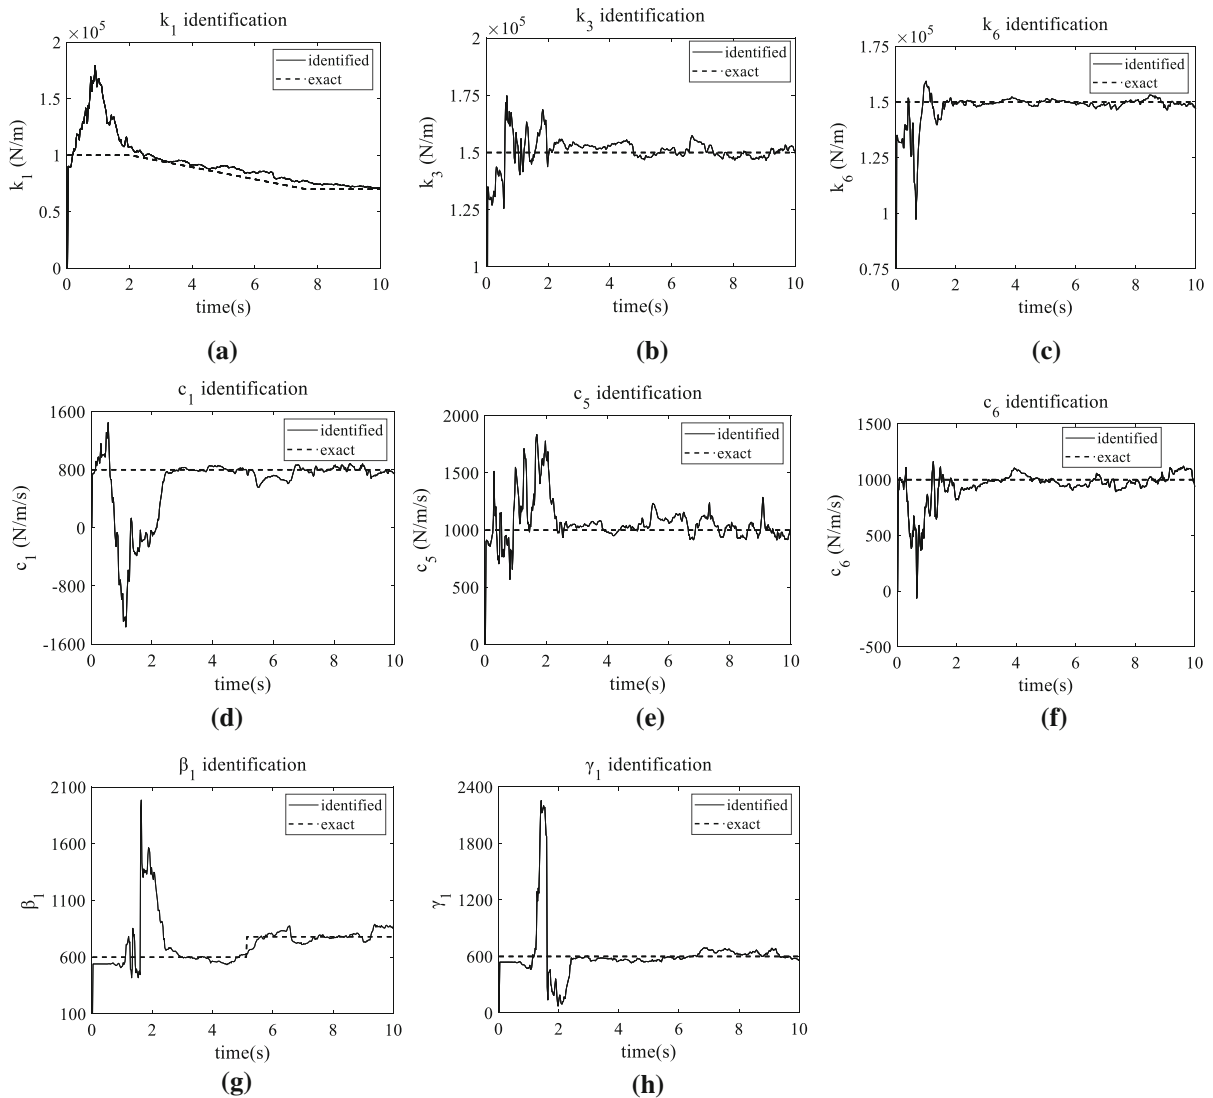 k1 identification
×10^5
2
1.5
1
0.5
0
k1 (N/m)
identified
exact
0 2 4 6 8 10
time(s)
(a)
k3 identification
×10^5
2
1.75
1.5
1.25
1
k3 (N/m)
identified
exact
0 2 4 6 8 10
time(s)
(b)
k6 identification
×10^5
1.75
1.5
1.25
1
0.75
k6 (N/m)
identified
exact
0 2 4 6 8 10
time(s)
(c)
c1 identification
1600
800
0
-800
-1600
c1 (N/m/s)
identified
exact
0 2 4 6 8 10
time(s)
(d)
c5 identification
2000
1500
1000
500
0
c5 (N/m/s)
identified
exact
0 2 4 6 8 10
time(s)
(e)
c6 identification
1500
1000
500
0
-500
c6 (N/m/s)
identified
exact
0 2 4 6 8 10
time(s)
(f)
β1 identification
2100
1600
1100
600
100
β1
identified
exact
0 2 4 6 8 10
time(s)
(g)
γ1 identification
2400
1800
1200
600
0
γ1
identified
exact
0 2 4 6 8 10
time(s)
(h)